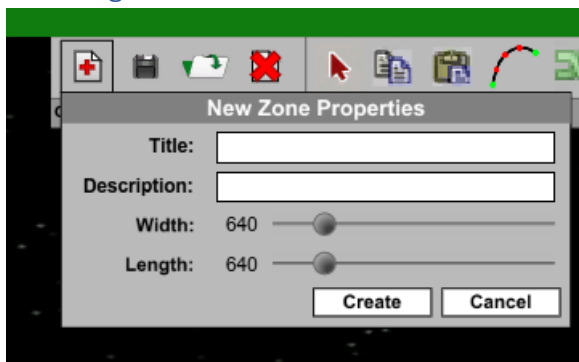 New Zone Properties
Title:
Description:
Width: 640
Length: 640
Create Cancel